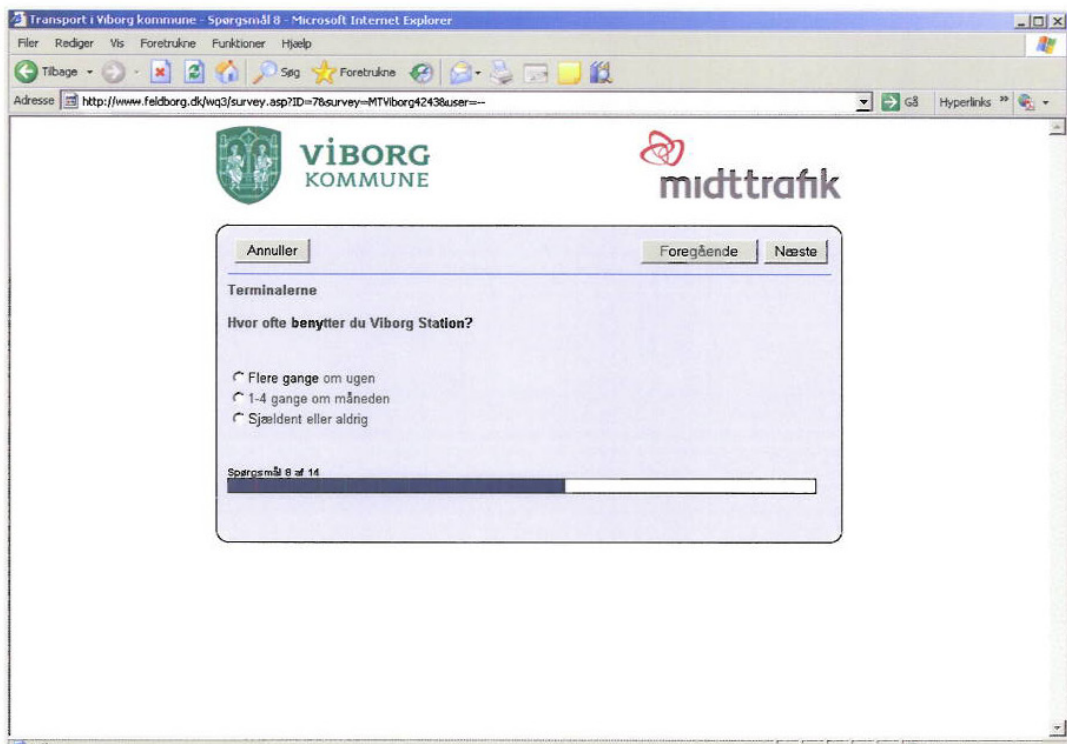 Transport i Viborg kommune - Spørgsmål 8 - Microsoft Internet Explorer
Filer Rediger Vis Foretrukne Funktioner Hjælp
Tilbage Søg Foretrukne
Adresse http://www.feldborg.dk/wq3/survey.asp?ID=7&survey=MTViborg4243&user=-- Gå Hyperlinks »
VIBORG
KOMMUNE
midttrafik
Annuller Foregående Næste
Terminalerne
Hvor ofte benytter du Viborg Station?
Flere gange om ugen
1-4 gange om måneden
Sjældent eller aldrig
Spørgsmål 8 af 14